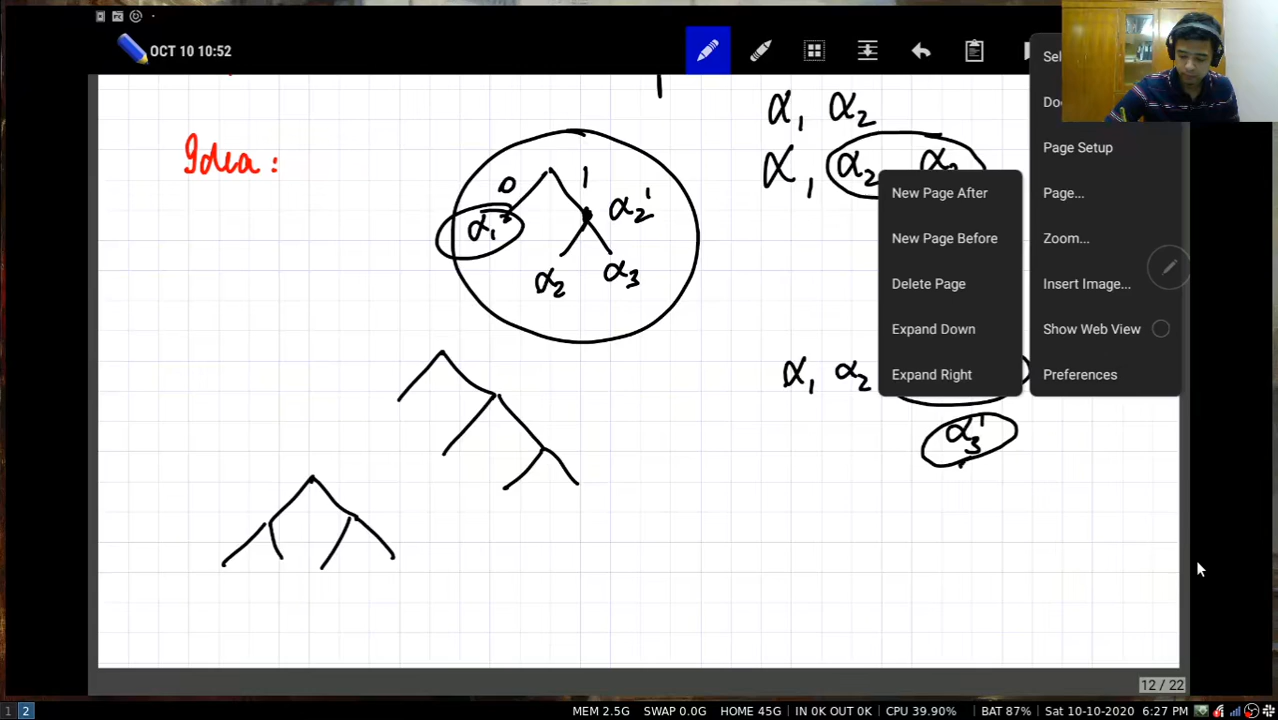 OCT 10 10:52
α₁ α₂
Idea :
α₁ α₂
0 1
α₂'
α₁
α₂ α₃
α₁ α₂
α₃'
New Page After
New Page Before
Delete Page
Expand Down
Expand Right
Page Setup
Page...
Zoom...
Insert Image...
Show Web View
Preferences
12 / 22
1 2 MEM 2.5G SWAP 0.0G HOME 45G IN 0K OUT 0K CPU 39.90% BAT 87% Sat 10-10-2020 6:27 PM